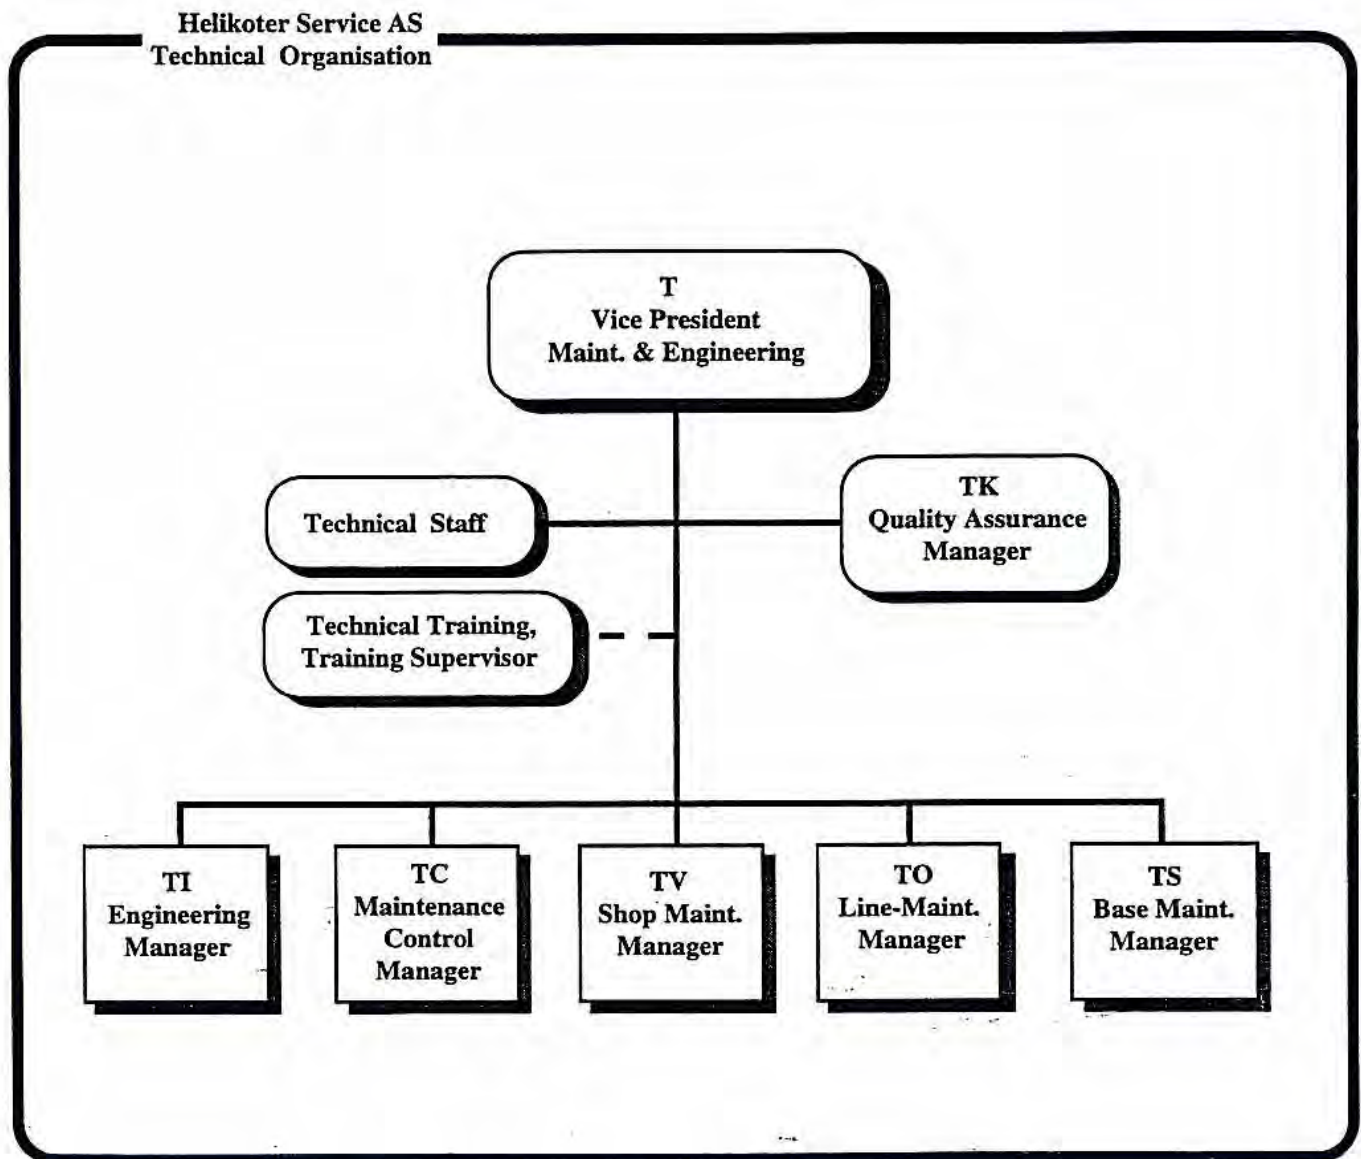 Helikoter Service AS
Technical Organisation
T
Vice President
Maint. & Engineering
Technical Staff
TK
Quality Assurance
Manager
Technical Training,
Training Supervisor
TI
Engineering
Manager
TC
Maintenance
Control
Manager
TV
Shop Maint.
Manager
TO
Line-Maint.
Manager
TS
Base Maint.
Manager